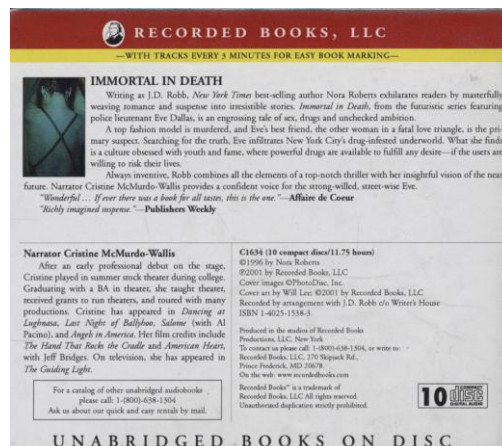 RECORDED BOOKS, LLC
—WITH TRACKS EVERY 3 MINUTES FOR EASY BOOK MARKING—
IMMORTAL IN DEATH
Writing as J.D. Robb, New York Times best-selling author Nora Roberts exhilarates readers by masterfully
weaving romance and suspense into irresistible stories. Immortal in Death, from the futuristic series featuring
police lieutenant Eve Dallas, is an engrossing tale of sex, drugs and unchecked ambition.
A top fashion model is murdered, and Eve's best friend, the other woman in a fatal love triangle, is the pri-
mary suspect. Searching for the truth, Eve infiltrates New York City's drug-infested underworld. What she finds
is a culture obsessed with youth and fame, where powerful drugs are available to fulfill any desire—if the users are
willing to risk their lives.
Always inventive, Robb combines all the elements of a top-notch thriller with her insightful vision of the near
future. Narrator Cristine McMurdo-Wallis provides a confident voice for the strong-willed, street-wise Eve.
"Wonderful ... If ever there was a book for all tastes, this is the one."—Affaire de Coeur
"Richly imagined suspense."—Publishers Weekly
Narrator Cristine McMurdo-Wallis
After an early professional debut on the stage,
Cristine played in summer stock theater during college.
Graduating with a BA in theater, she taught theater,
received grants to run theaters, and toured with many
productions. Cristine has appeared in Dancing at
Lughnasa, Last Night of Ballyhoo, Salome (with Al
Pacino), and Angels in America. Her film credits include
The Hand That Rocks the Cradle and American Heart,
with Jeff Bridges. On television, she has appeared in
The Guiding Light.
For a catalog of other unabridged audiobooks
please call: 1-(800)-638-1304
Ask us about our quick and easy rentals by mail.
C1634 (10 compact discs/11.75 hours)
©1996 by Nora Roberts
℗2001 by Recorded Books, LLC
Cover images ©PhotoDisc, Inc.
Cover art by Will Lee; ©2001 by Recorded Books, LLC
Recorded by arrangement with J.D. Robb c/o Writer's House
ISBN 1-4025-1538-3
Produced in the studios of Recorded Books
Productions, LLC, New York
To contact us please call: 1-(800)-638-1304, or write to:
Recorded Books, LLC, 270 Skipjack Rd.,
Prince Frederick, MD 20678.
On the web: www.recordedbooks.com
Recorded Books™ is a trademark of
Recorded Books, LLC All rights reserved.
Unauthorized duplication strictly prohibited.
10 COMPACT
disc
DIGITAL AUDIO
UNABRIDGED BOOKS ON DISC